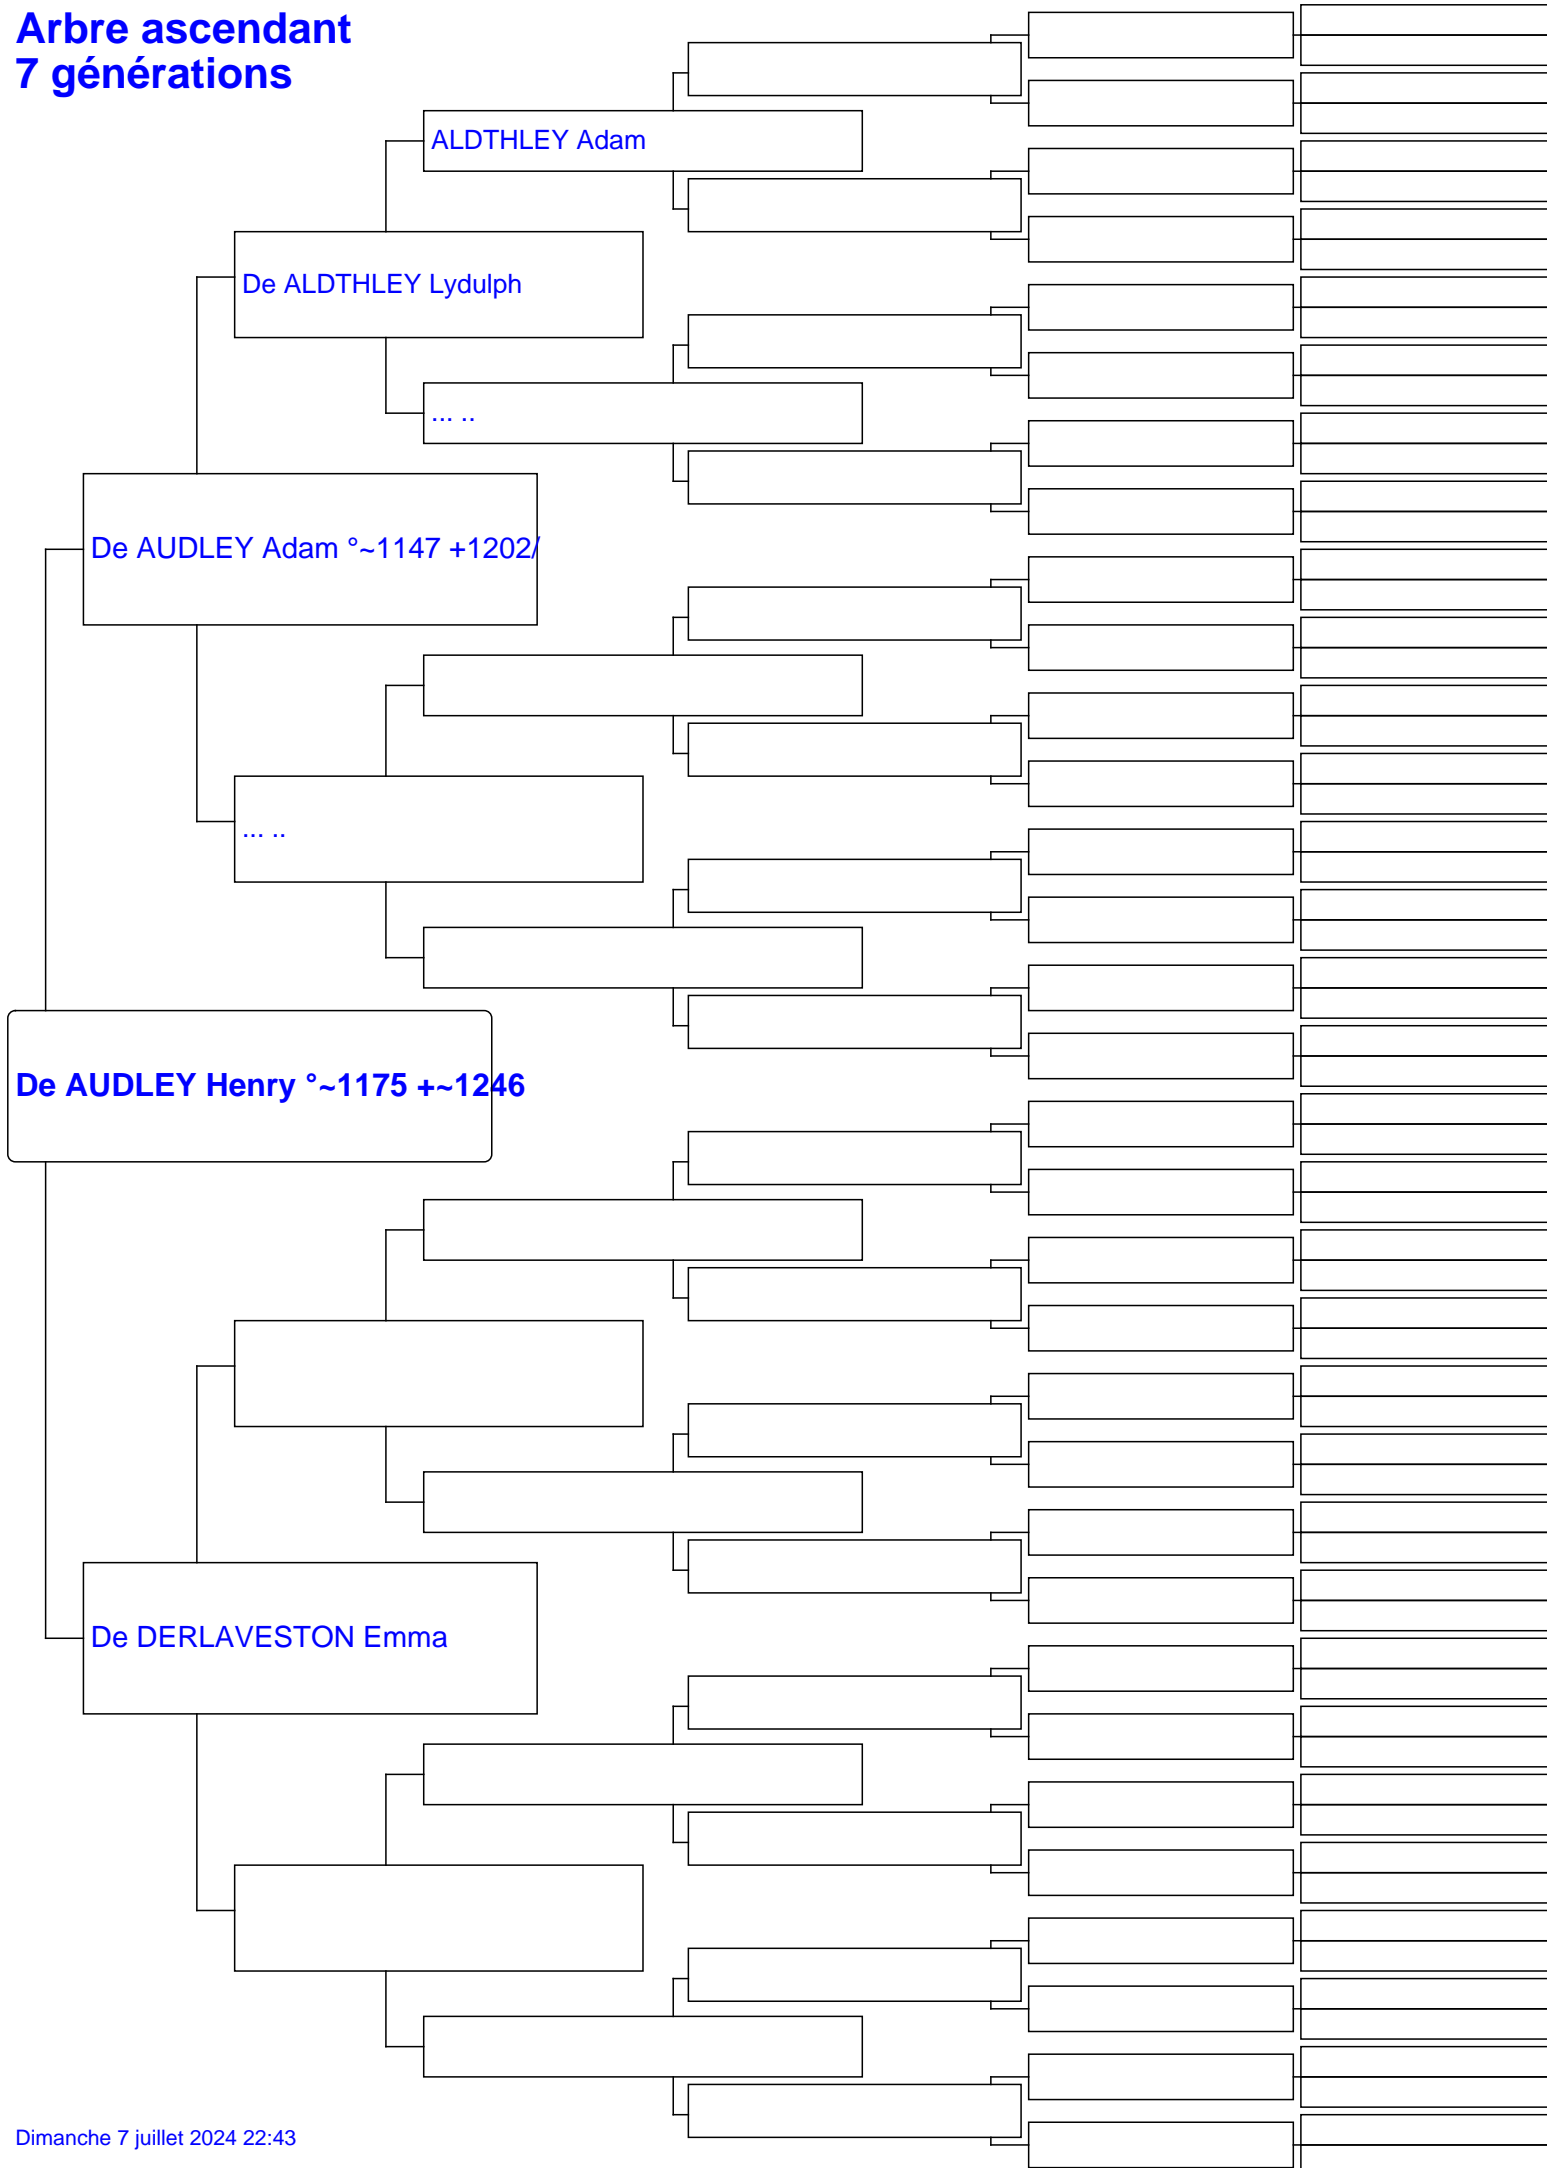 Arbre ascendant
7 générations
ALDTHLEY Adam
De ALDTHLEY Lydulph
... ..
De AUDLEY Adam °~1147 +1202/
... ..
De AUDLEY Henry °~1175 +~1246
De DERLAVESTON Emma
Dimanche 7 juillet 2024 22:43